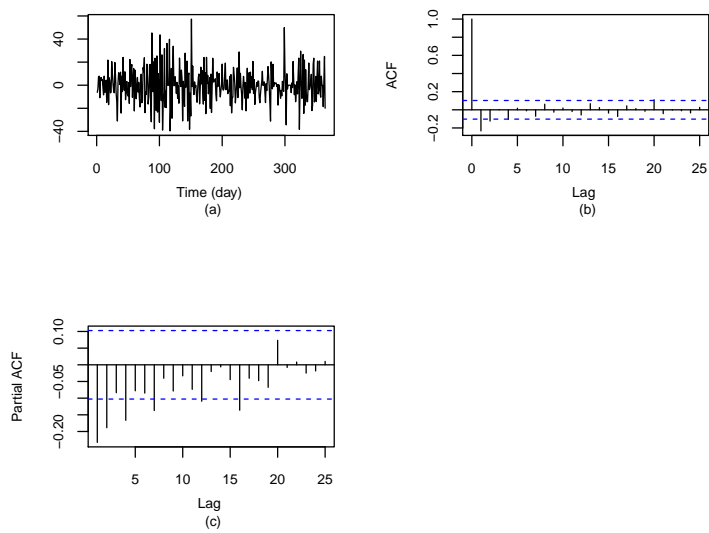 40
0
−40
0 100 200 300
Time (day)
(a)
ACF
1.0
0.6
0.2
−0.2
0 5 10 15 20 25
Lag
(b)
Partial ACF
0.10
−0.05
−0.20
5 10 15 20 25
Lag
(c)